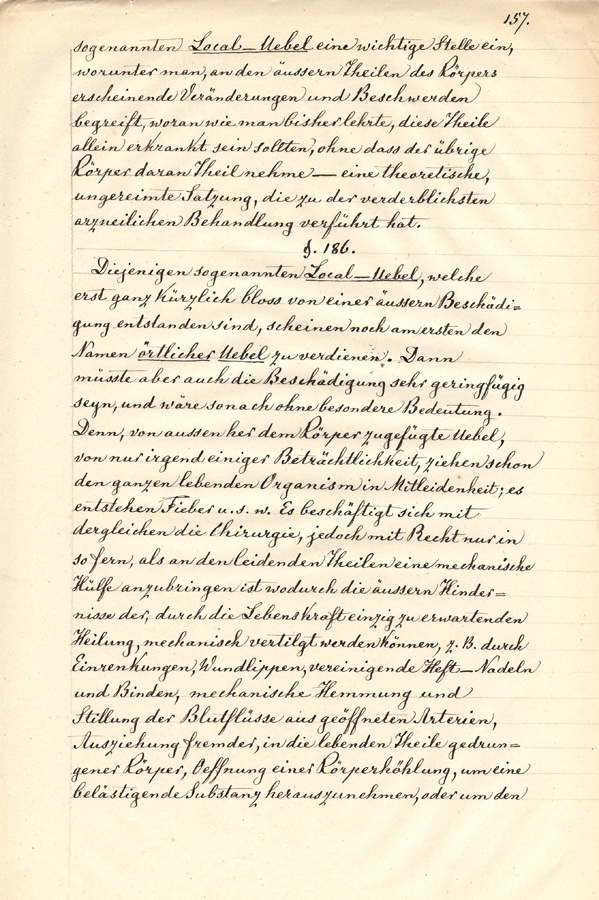 157.
sogenannten Local-Uebel eine wichtige Stelle ein,
worunter man, an den äussern Theilen des Körpers
erscheinende Veränderungen und Beschwerden
begreift, woran wie man bisher lehrte, diese Theile
allein erkrankt sein sollten, ohne dass der übrige
Körper daran Theil nehme — eine theoretische,
ungereimte Satzung, die zu der verderblichsten
arzneilichen Behandlung verführt hat.
§. 186.
Diejenigen sogenannten Local-Uebel, welche
erst ganz kürzlich bloss von einer äussern Beschädi=
gung entstanden sind, scheinen noch am ersten den
Namen örtlicher Uebel zu verdienen. Dann
müsste aber auch die Beschädigung sehr geringfügig
seyn, und wäre sonach ohne besondere Bedeutung.
Denn, von aussen her dem Körper zugefügte Uebel,
von nur irgend einiger Beträchtlichkeit, ziehen schon
den ganzen lebenden Organism in Mitleidenheit; es
entstehen Fieber u. s. w. Es beschäftigt sich mit
dergleichen die Chirurgie, jedoch mit Recht nur in
so fern, als an den leidenden Theilen eine mechanische
Hülfe anzubringen ist wodurch die äussern Hinder=
nisse der, durch die Lebenskraft einzig zu erwartenden
Heilung, mechanisch vertilgt werden können, z. B. durch
Einrenkungen, Wundlippen, vereinigende Heft-Nadeln
und Binden, mechanische Hemmung und
Stillung der Blutflüsse aus geöffneten Arterien,
Ausziehung fremder, in die lebenden Theile gedrun=
gener Körper, Oeffnung einer Körperhöhlung, um eine
belästigende Substanz herauszunehmen, oder um den